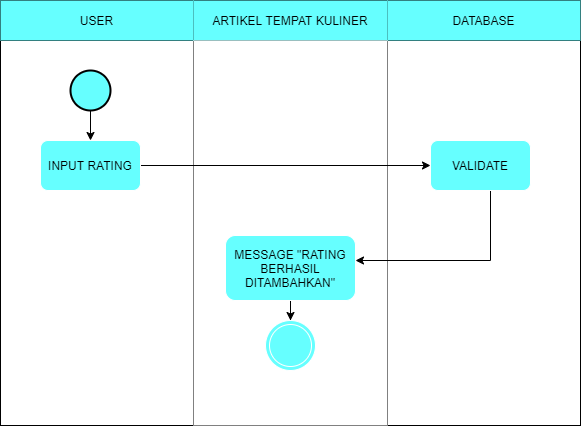 USER
ARTIKEL TEMPAT KULINER
DATABASE
INPUT RATING
VALIDATE
MESSAGE "RATING
BERHASIL
DITAMBAHKAN"